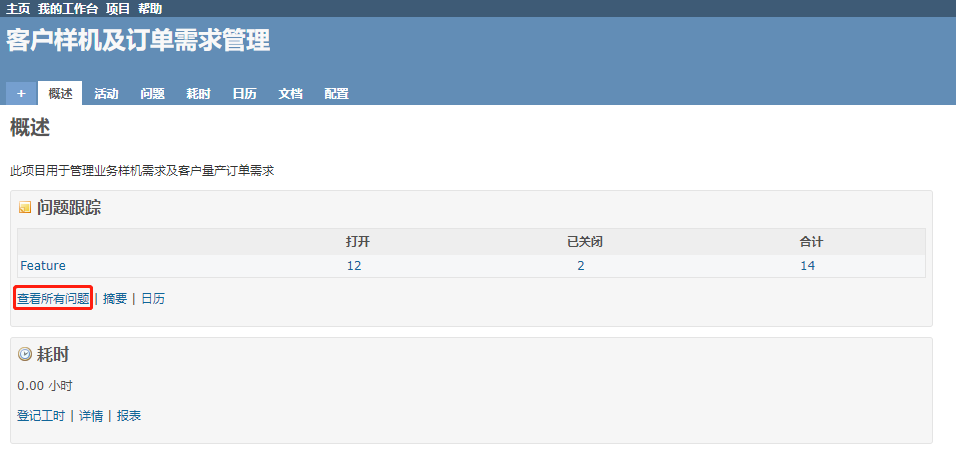 主页 我的工作台 项目 帮助
客户样机及订单需求管理
+ 概述 活动 问题 耗时 日历 文档 配置
概述
此项目用于管理业务样机需求及客户量产订单需求
问题跟踪
打开 已关闭 合计
Feature 12 2 14
查看所有问题 | 摘要 | 日历
耗时
0.00 小时
登记工时 | 详情 | 报表